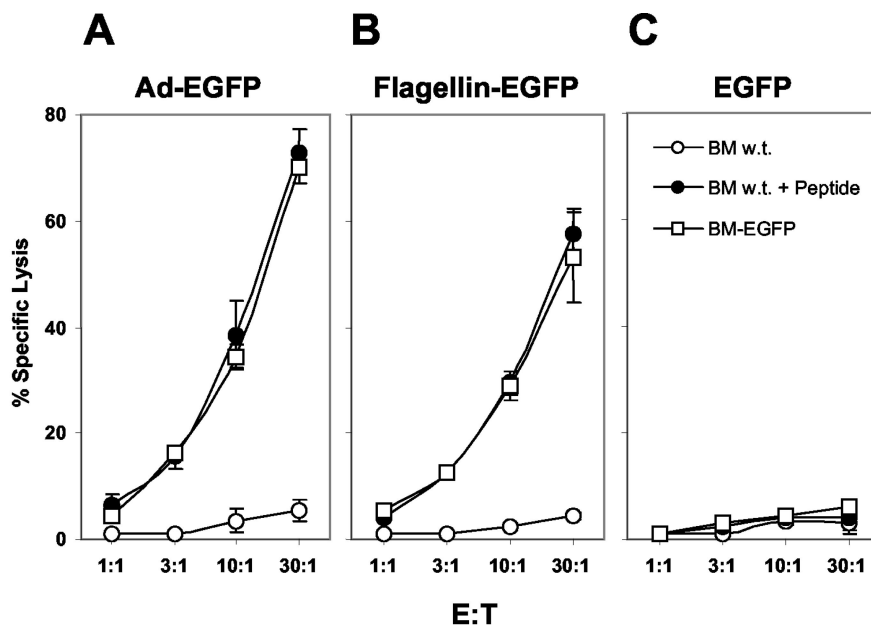 A B C
Ad-EGFP Flagellin-EGFP EGFP
% Specific Lysis
80
60
40
20
0
BM w.t.
BM w.t. + Peptide
BM-EGFP
1:1 3:1 10:1 30:1 1:1 3:1 10:1 30:1 1:1 3:1 10:1 30:1
E:T